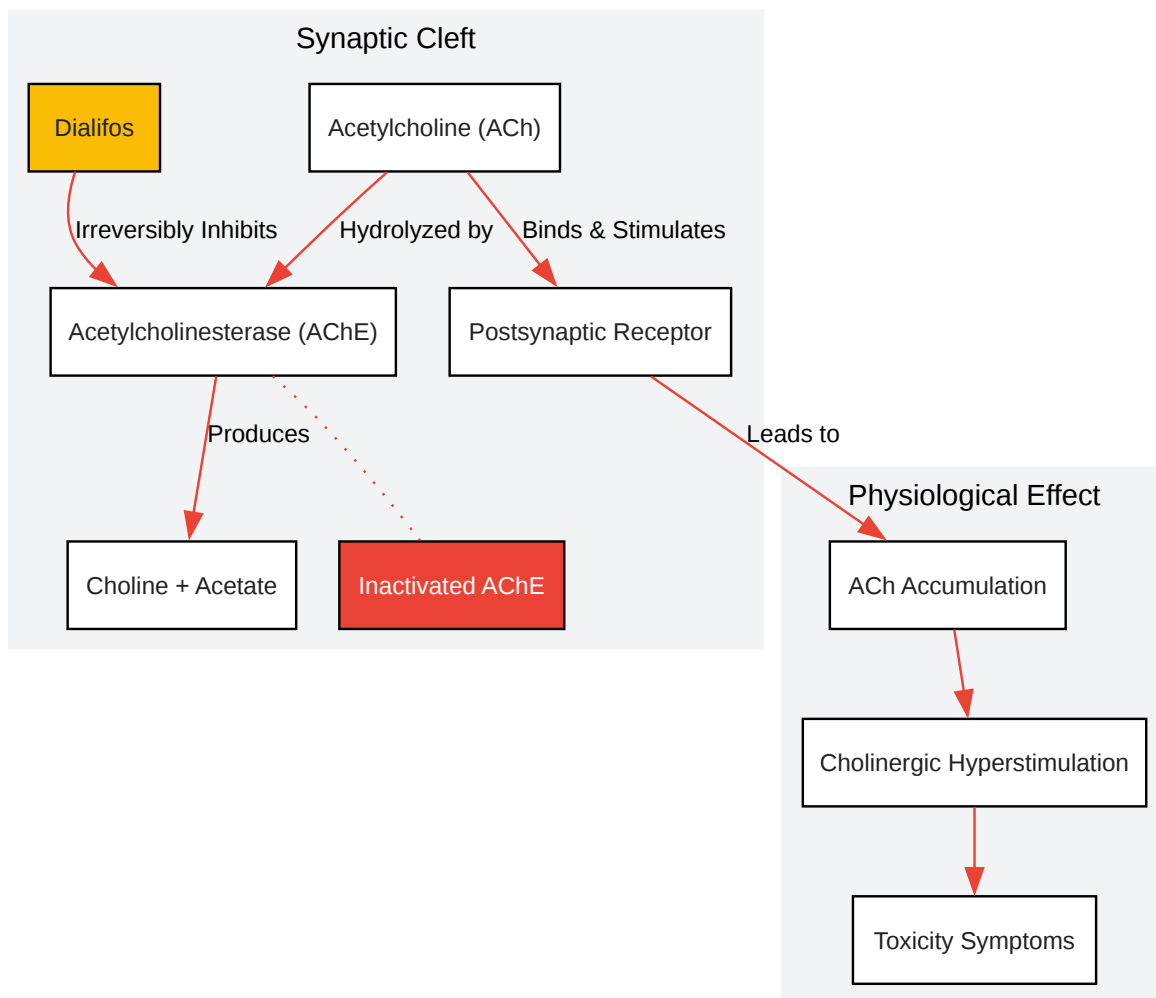 Synaptic Cleft
Dialifos
Acetylcholine (ACh)
Irreversibly Inhibits
Hydrolyzed by
Binds & Stimulates
Acetylcholinesterase (AChE)
Postsynaptic Receptor
Produces
Leads to
Physiological Effect
Choline + Acetate
Inactivated AChE
ACh Accumulation
Cholinergic Hyperstimulation
Toxicity Symptoms